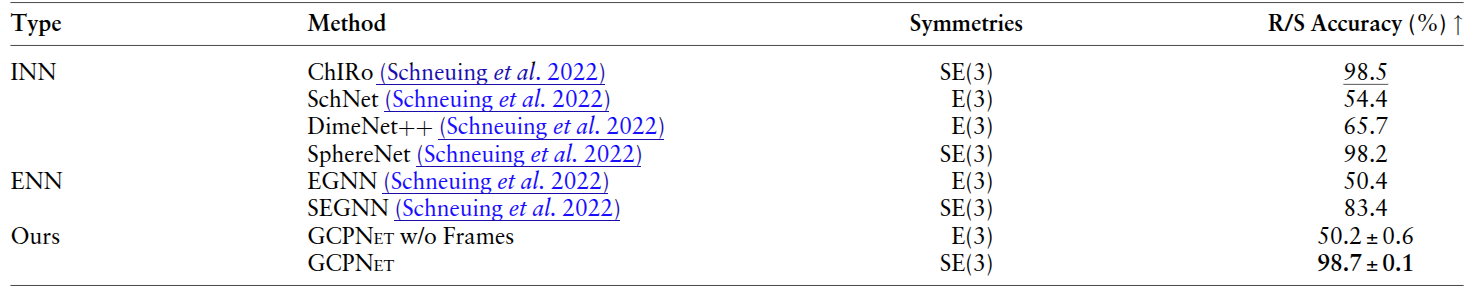 Type Method Symmetries R/S Accuracy (%) ↑
INN ChIRo (Schneuing et al. 2022) SE(3) 98.5
SchNet (Schneuing et al. 2022) E(3) 54.4
DimeNet++ (Schneuing et al. 2022) E(3) 65.7
SphereNet (Schneuing et al. 2022) SE(3) 98.2
ENN EGNN (Schneuing et al. 2022) E(3) 50.4
SEGNN (Schneuing et al. 2022) SE(3) 83.4
Ours GCPNET w/o Frames E(3) 50.2 ± 0.6
GCPNET SE(3) 98.7 ± 0.1